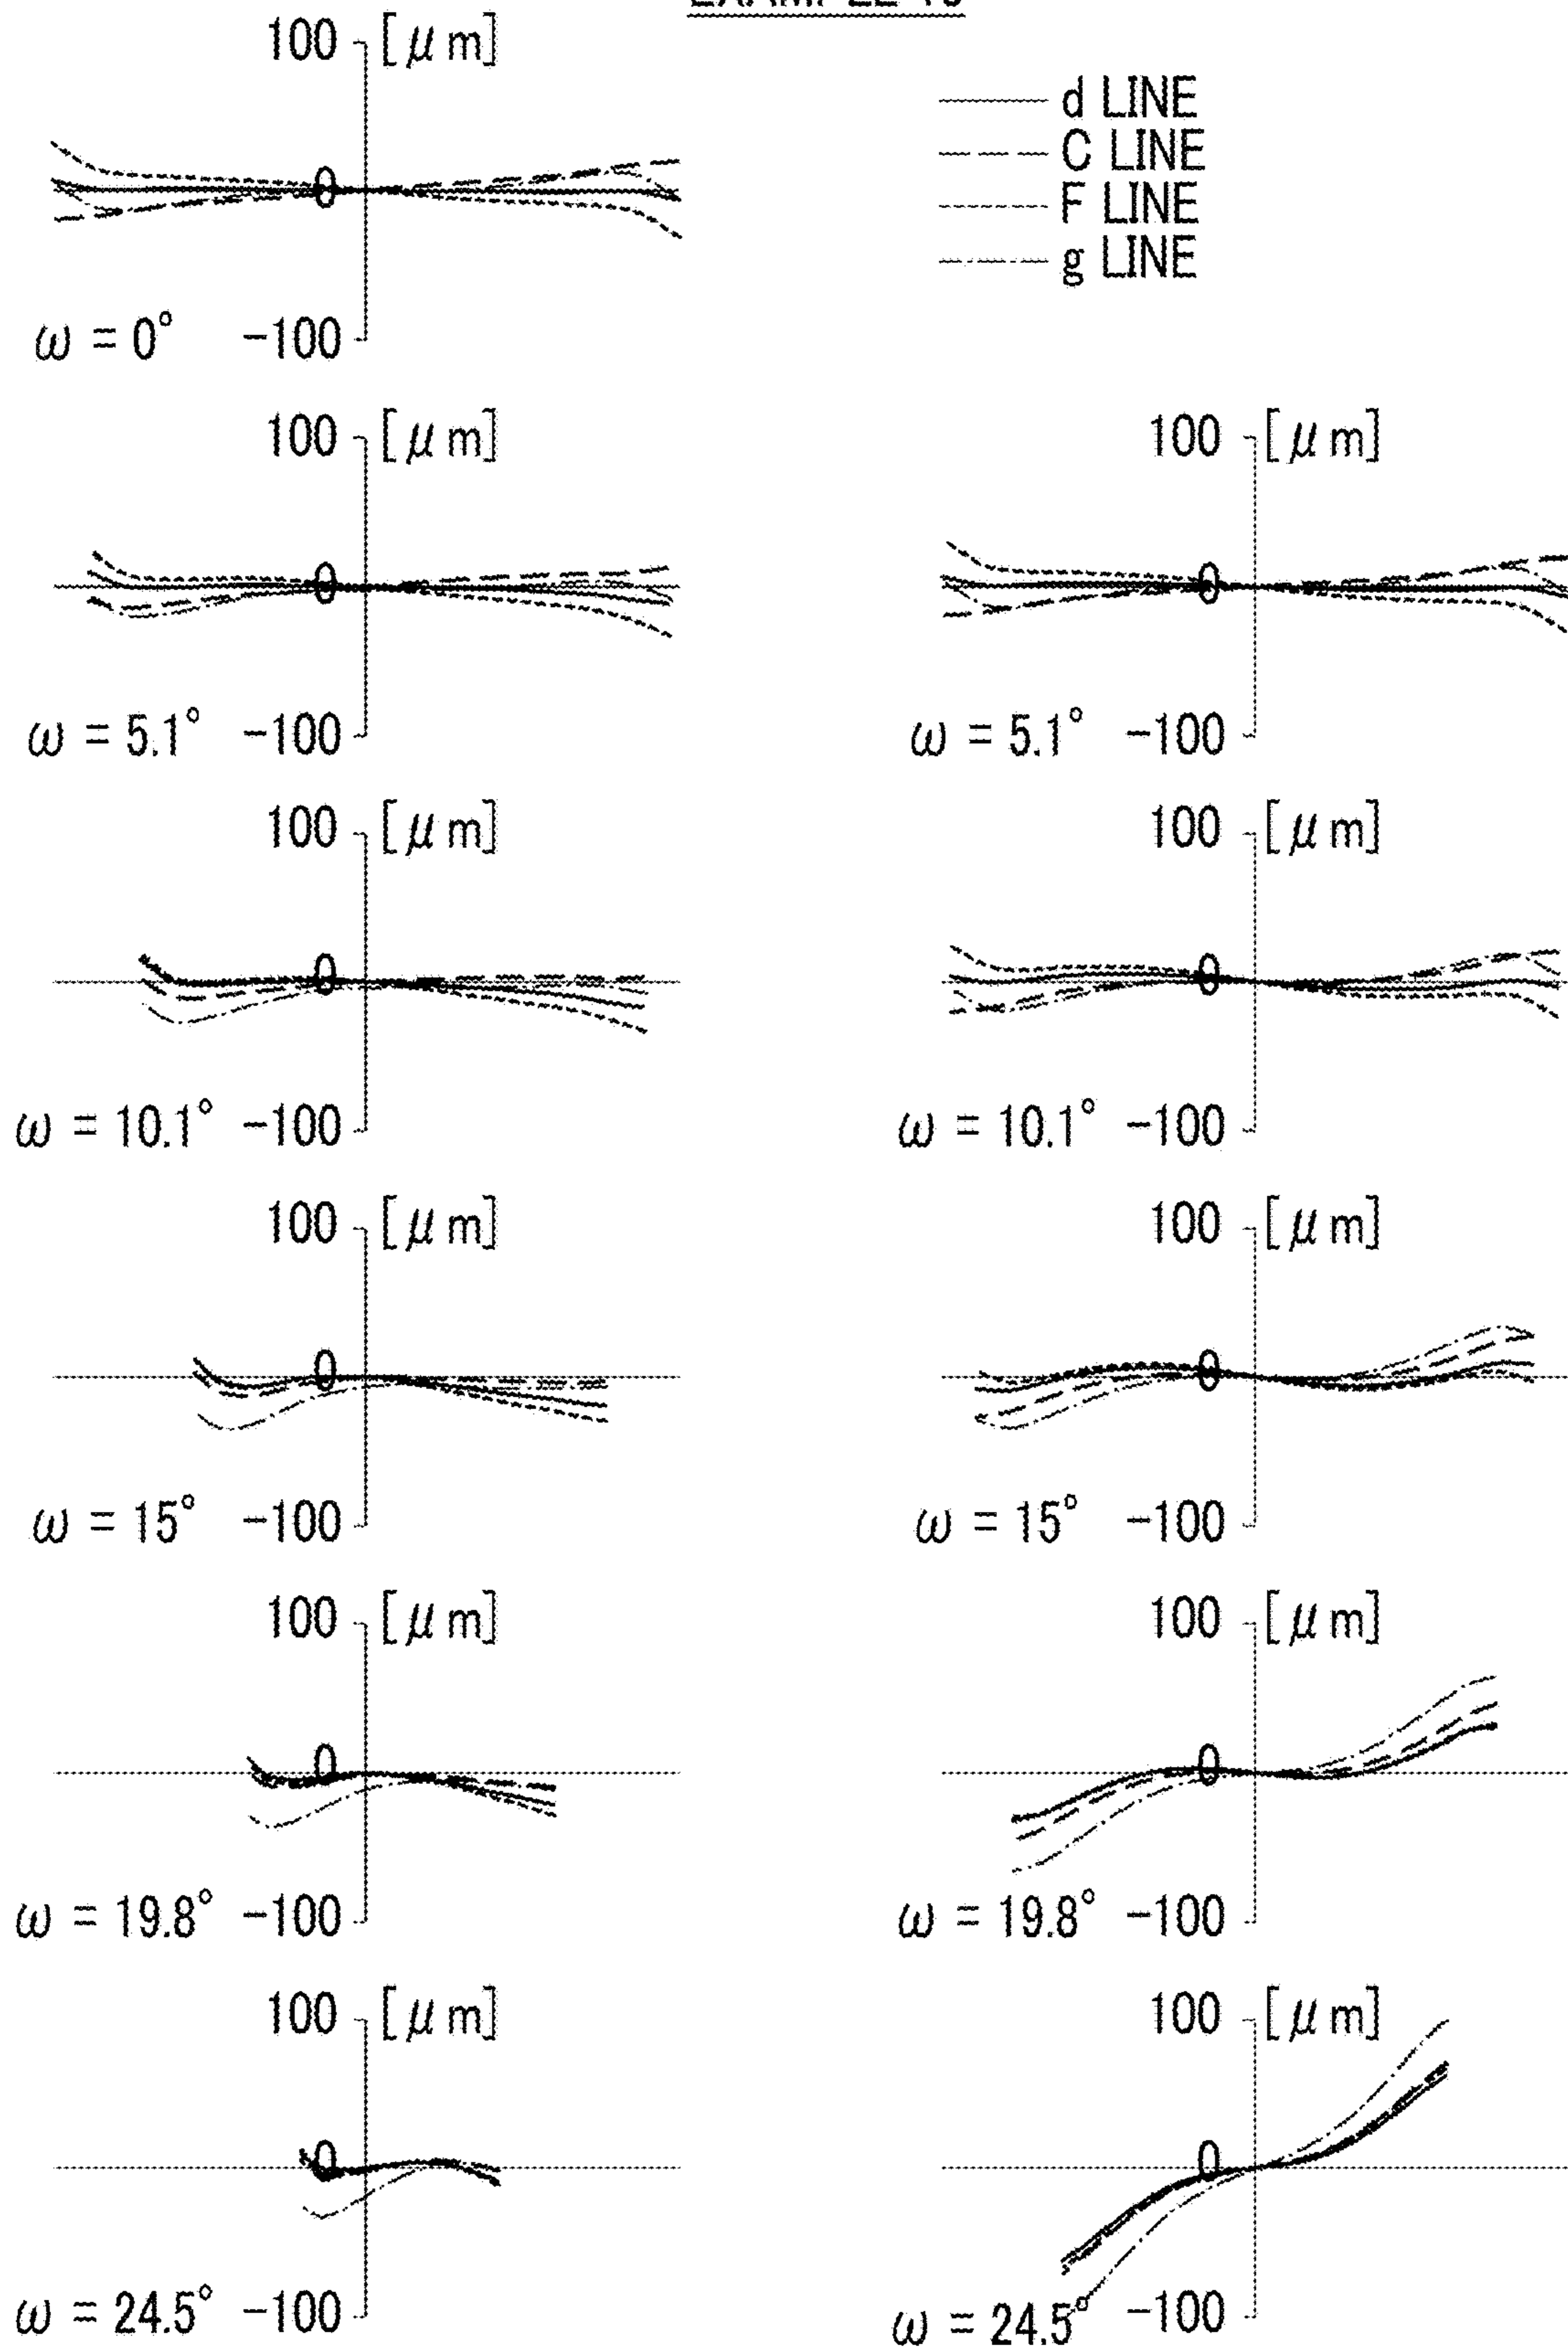 100 [μm]
d LINE
C LINE
F LINE
g LINE
0
ω = 0° -100
100 [μm] 100 [μm]
0 0
ω = 5.1° -100 ω = 5.1° -100
100 [μm] 100 [μm]
0 0
ω = 10.1° -100 ω = 10.1° -100
100 [μm] 100 [μm]
0 0
ω = 15° -100 ω = 15° -100
100 [μm] 100 [μm]
0 0
ω = 19.8° -100 ω = 19.8° -100
100 [μm] 100 [μm]
0 0
ω = 24.5° -100 ω = 24.5° -100